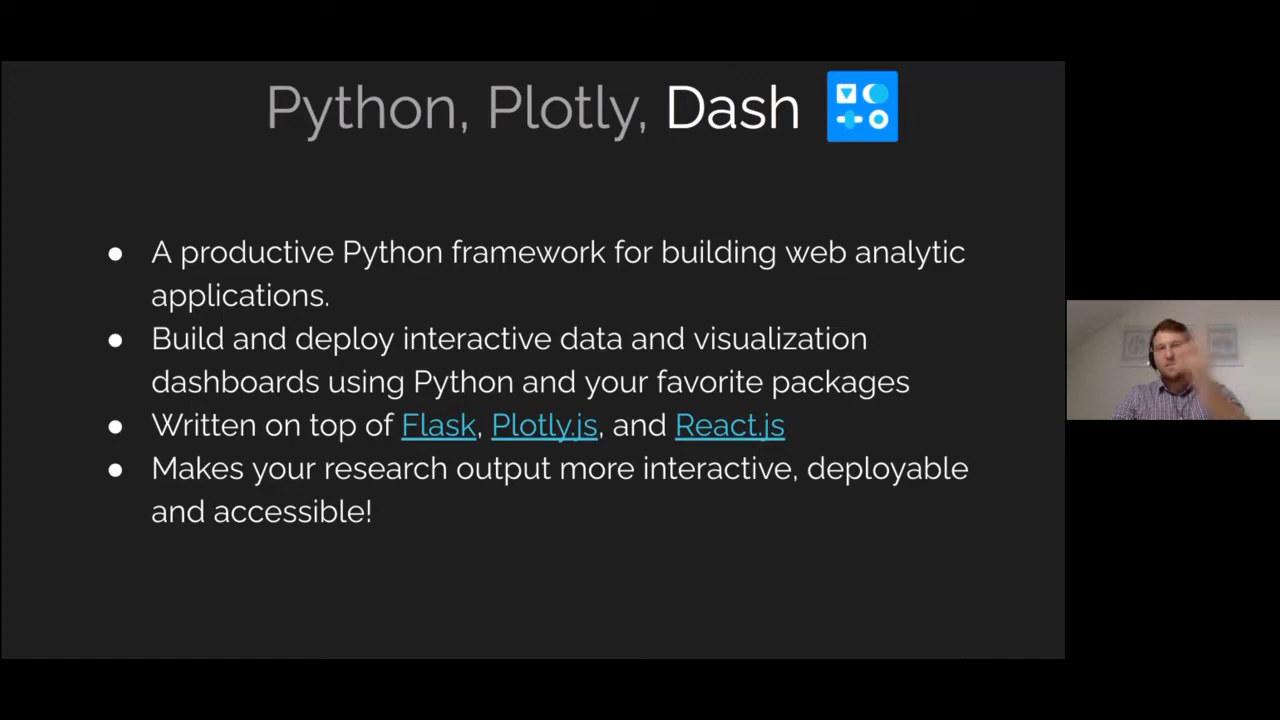 Python, Plotly, Dash
● A productive Python framework for building web analytic
applications.
● Build and deploy interactive data and visualization
dashboards using Python and your favorite packages
● Written on top of Flask, Plotly.js, and React.js
● Makes your research output more interactive, deployable
and accessible!